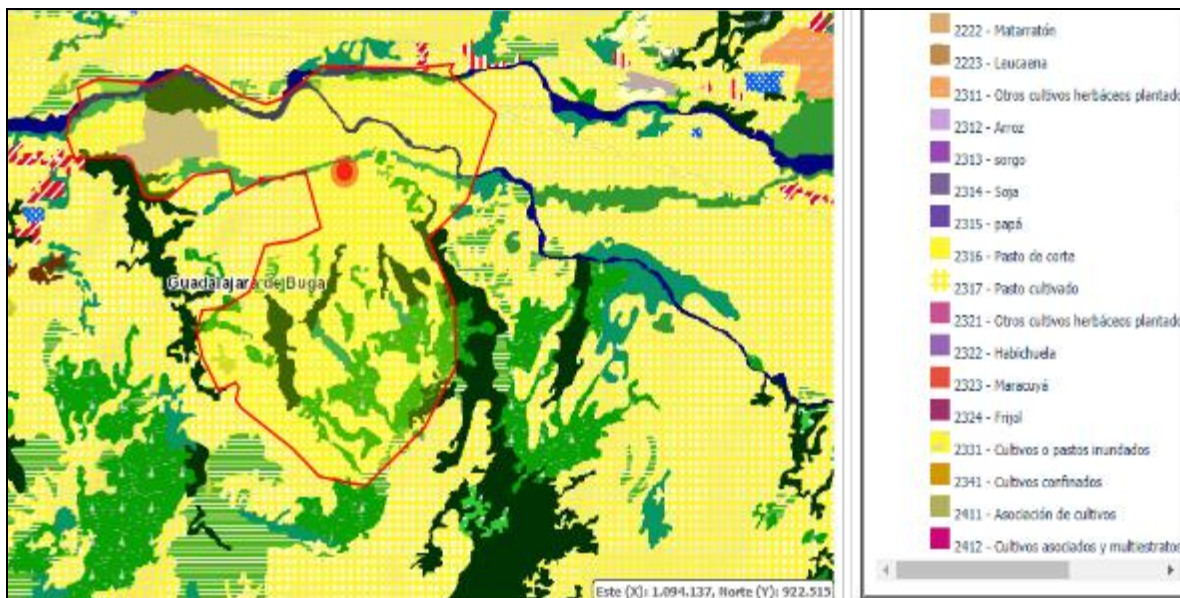 Guadalajara de Buga
Este (X): 1.094.137, Norte (Y): 922.515
2222 - Matarratón
2223 - Leucaena
2311 - Otros cultivos herbáceos plantado
2312 - Arroz
2313 - sorgo
2314 - Soja
2315 - papá
2316 - Pasto de corte
2317 - Pasto cultivado
2321 - Otros cultivos herbáceos plantado
2322 - Habichuela
2323 - Maracuyá
2324 - Frijol
2331 - Cultivos o pastos inundados
2341 - Cultivos confinados
2411 - Asociación de cultivos
2412 - Cultivos asociados y multiestratos